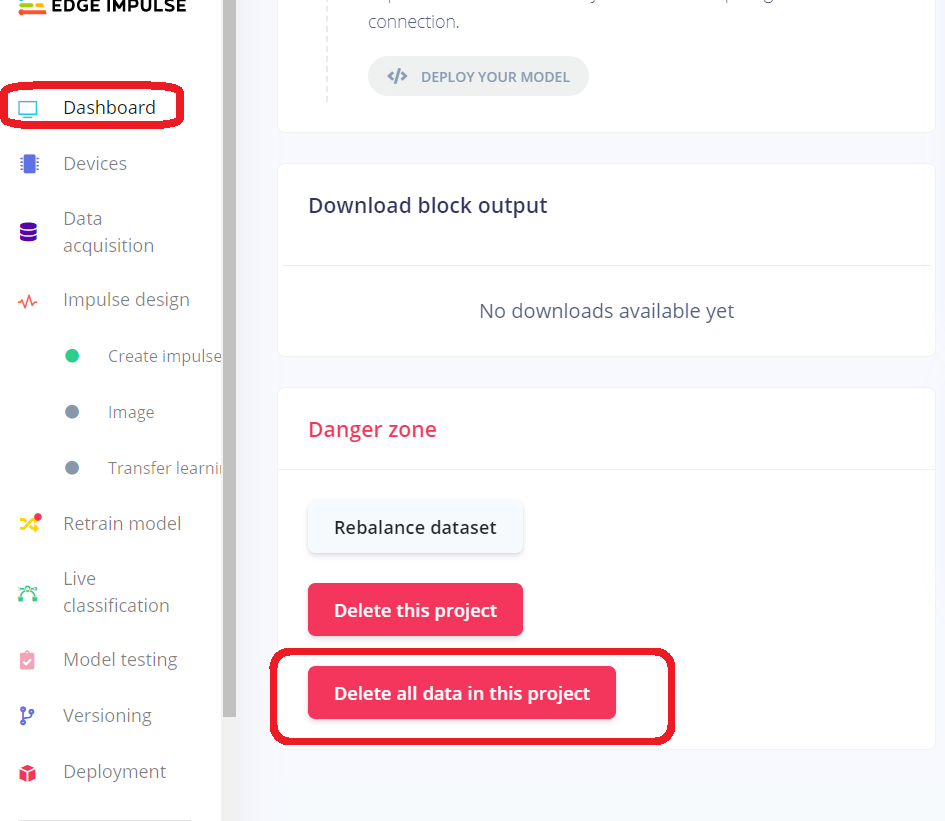 EDGE IMPULSE
Dashboard
Devices
Data
acquisition
Impulse design
Create impulse
Image
Transfer learni
Retrain model
Live
classification
Model testing
Versioning
Deployment
connection.
</> DEPLOY YOUR MODEL
Download block output
No downloads available yet
Danger zone
Rebalance dataset
Delete this project
Delete all data in this project